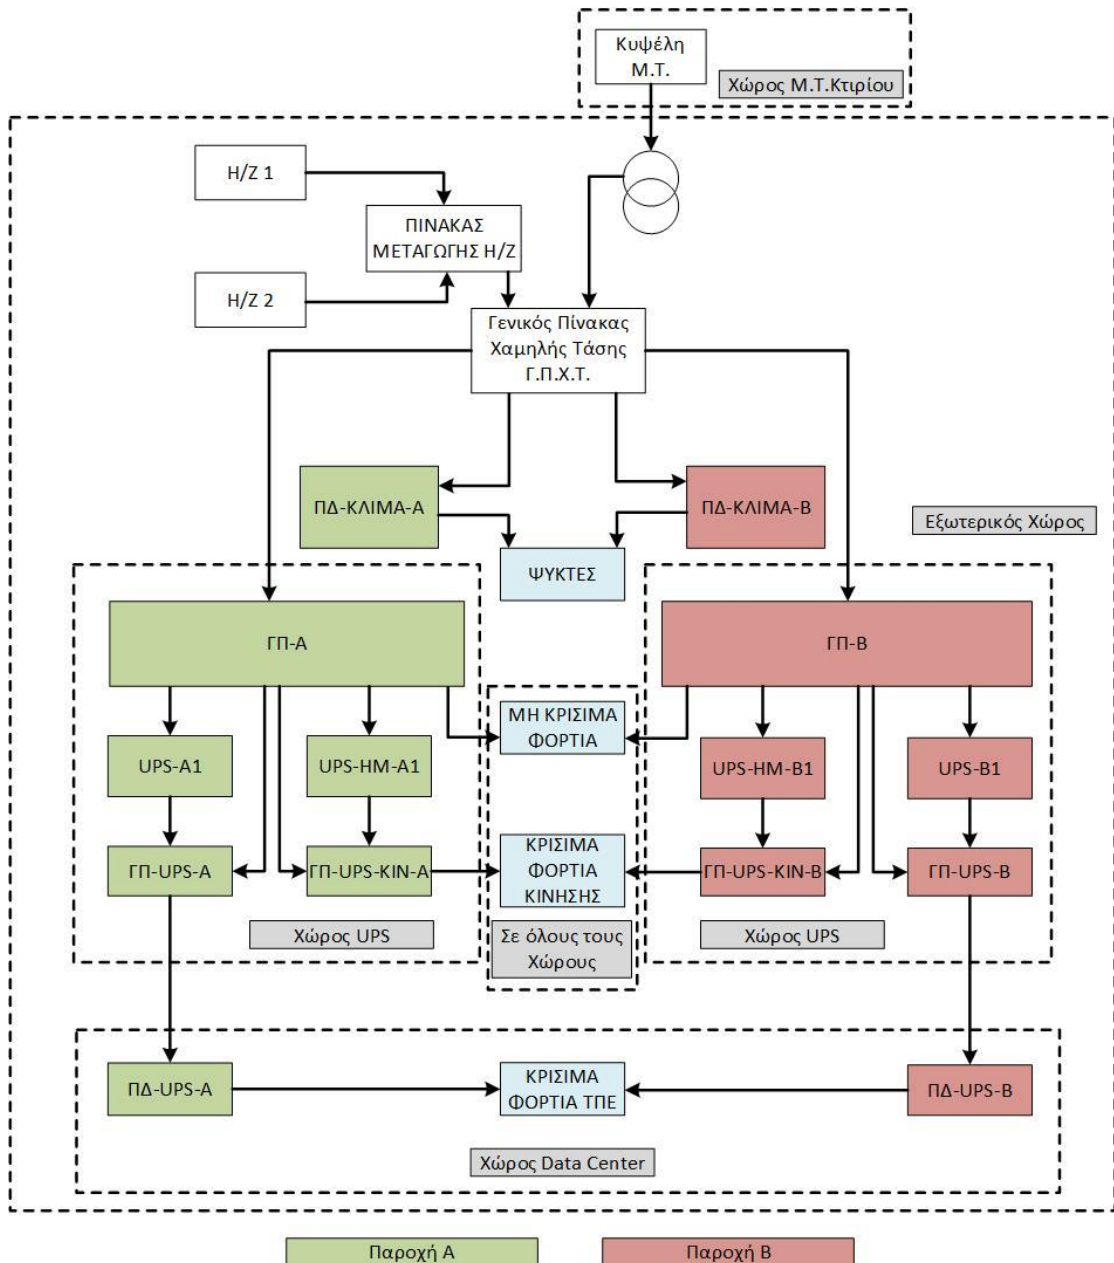 Κυψέλη
Μ.Τ.
Χώρος Μ.Τ.Κτιρίου
Η/Ζ 1
ΠΙΝΑΚΑΣ
ΜΕΤΑΓΩΓΗΣ Η/Ζ
Η/Ζ 2
Γενικός Πίνακας
Χαμηλής Τάσης
Γ.Π.Χ.Τ.
ΠΔ-ΚΛΙΜΑ-Α
ΠΔ-ΚΛΙΜΑ-Β
Εξωτερικός Χώρος
ΨΥΚΤΕΣ
ΓΠ-Α
ΓΠ-Β
ΜΗ ΚΡΙΣΙΜΑ
ΦΟΡΤΙΑ
UPS-A1
UPS-HM-A1
UPS-HM-B1
UPS-B1
ΚΡΙΣΙΜΑ
ΦΟΡΤΙΑ
ΚΙΝΗΣΗΣ
ΓΠ-UPS-A
ΓΠ-UPS-KIN-A
ΓΠ-UPS-KIN-B
ΓΠ-UPS-B
Χώρος UPS
Σε όλους τους
Χώρους
Χώρος UPS
ΠΔ-UPS-A
ΚΡΙΣΙΜΑ
ΦΟΡΤΙΑ ΤΠΕ
ΠΔ-UPS-B
Χώρος Data Center
Παροχή Α
Παροχή Β